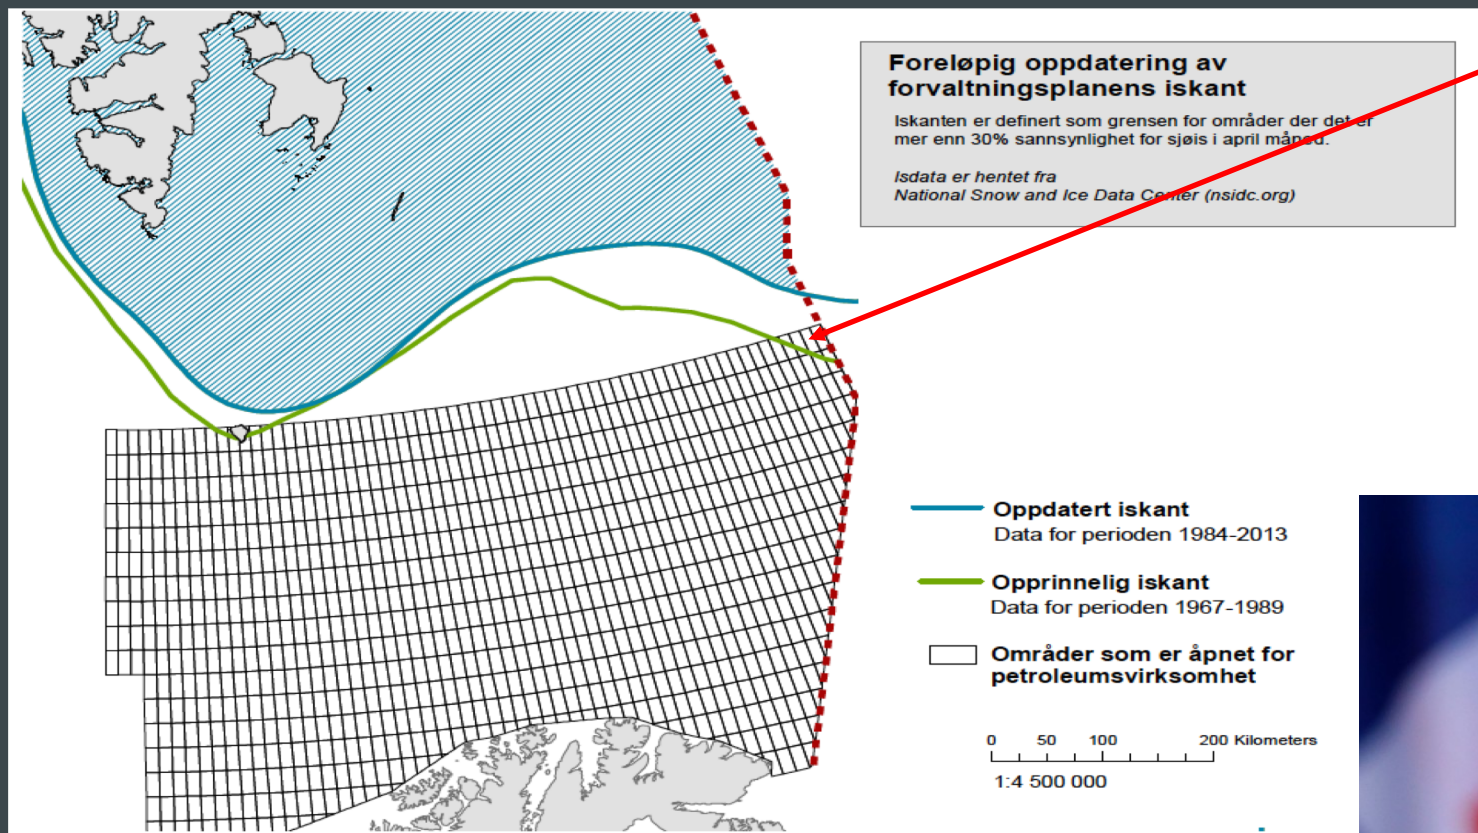 Foreløpig oppdatering av
forvaltningsplanens iskant
Iskanten er definert som grensen for områder der det er
mer enn 30% sannsynlighet for sjøis i april måned.
Isdata er hentet fra
National Snow and Ice Data Center (nsidc.org)
Oppdatert iskant
Data for perioden 1984-2013
Opprinnelig iskant
Data for perioden 1967-1989
Områder som er åpnet for
petroleumsvirksomhet
0 50 100 200 Kilometers
1:4 500 000